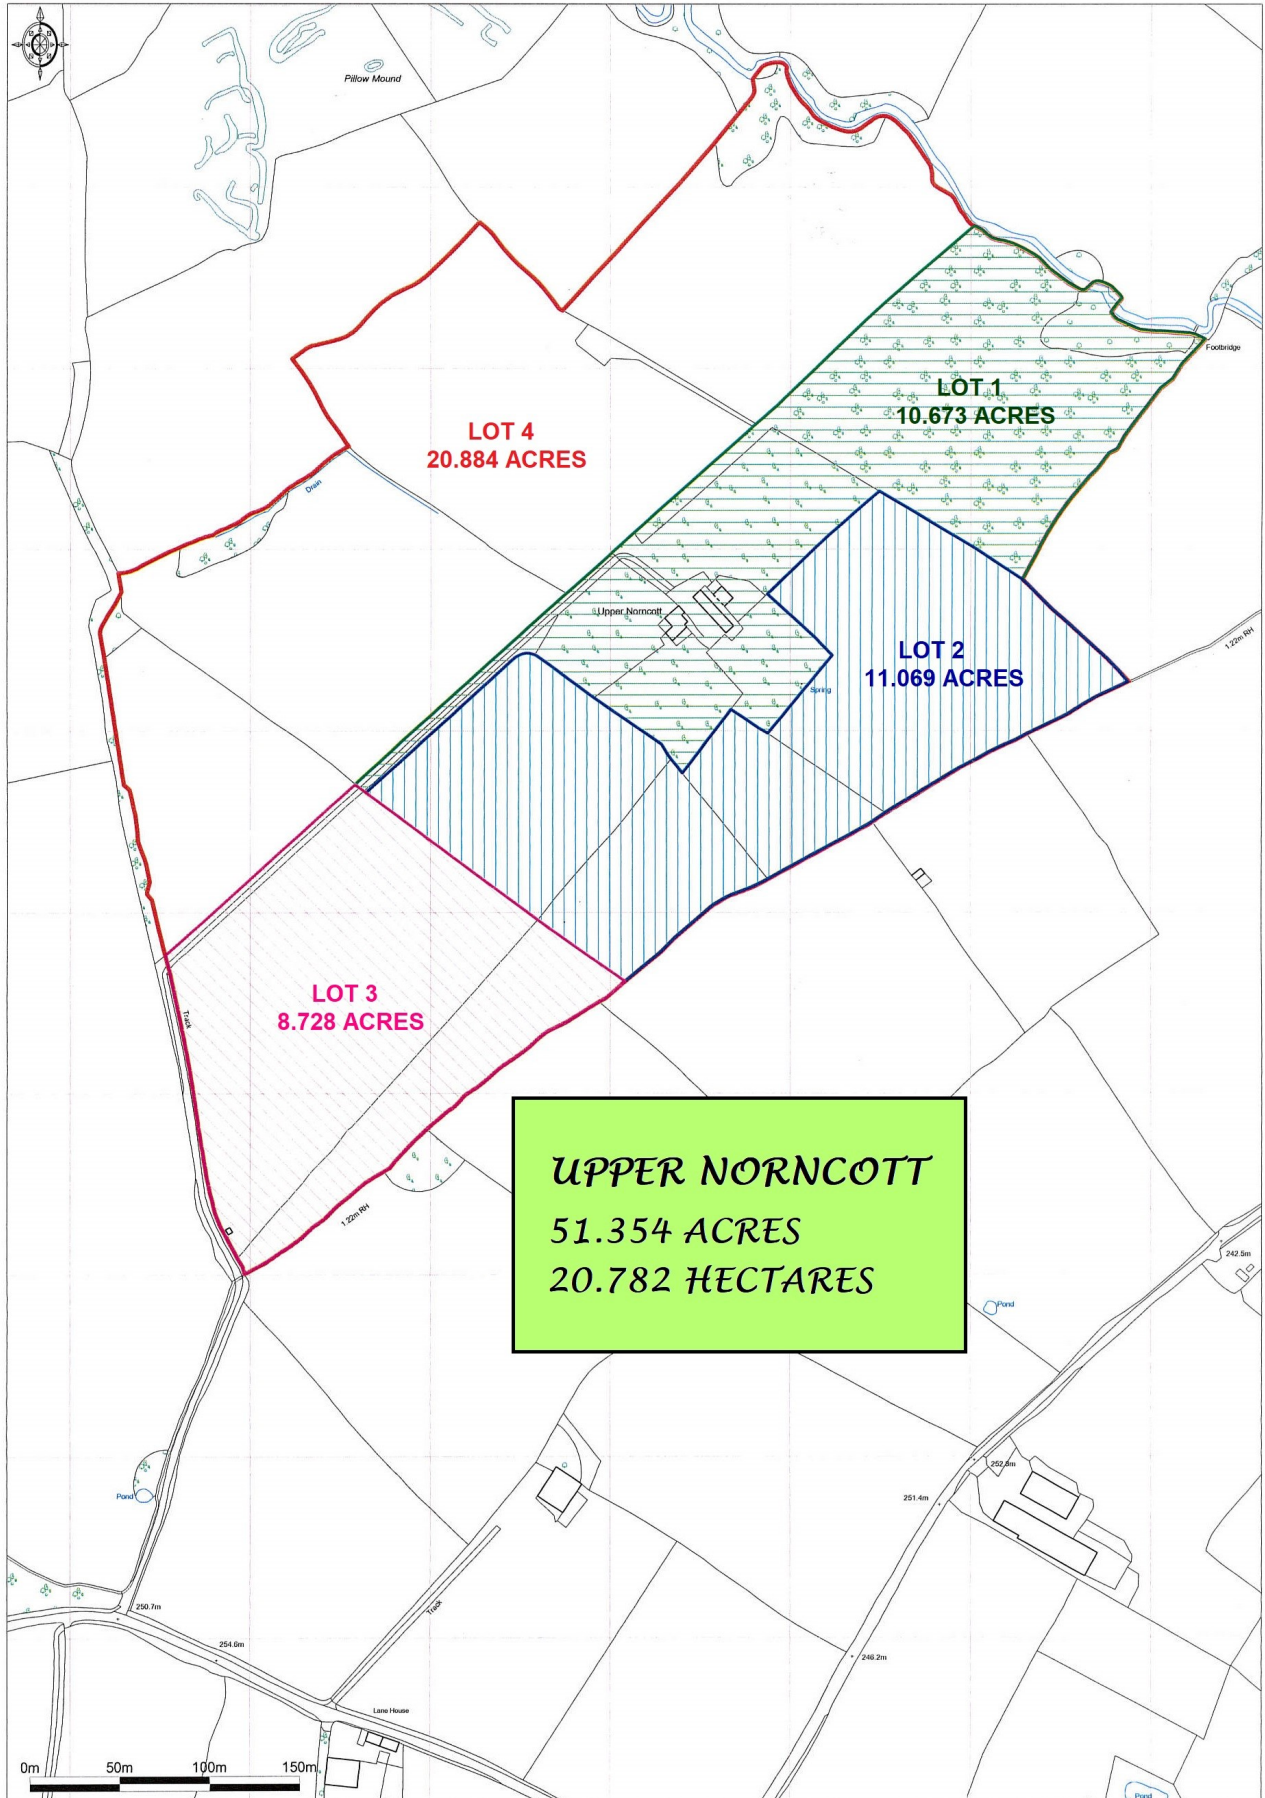 Pillow Mound
Footbridge
LOT 1
10.673 ACRES
LOT 4
20.884 ACRES
Drain
Upper Norncott
1.22m RH
LOT 2
11.069 ACRES
Spring
LOT 3
8.728 ACRES
Track
1.22m RH
UPPER NORNCOTT
51.354 ACRES
20.782 HECTARES
242.5m
Pond
252.9m
251.4m
Pond
250.7m
Track
254.6m
246.2m
Lane House
0m 50m 100m 150m
Pond